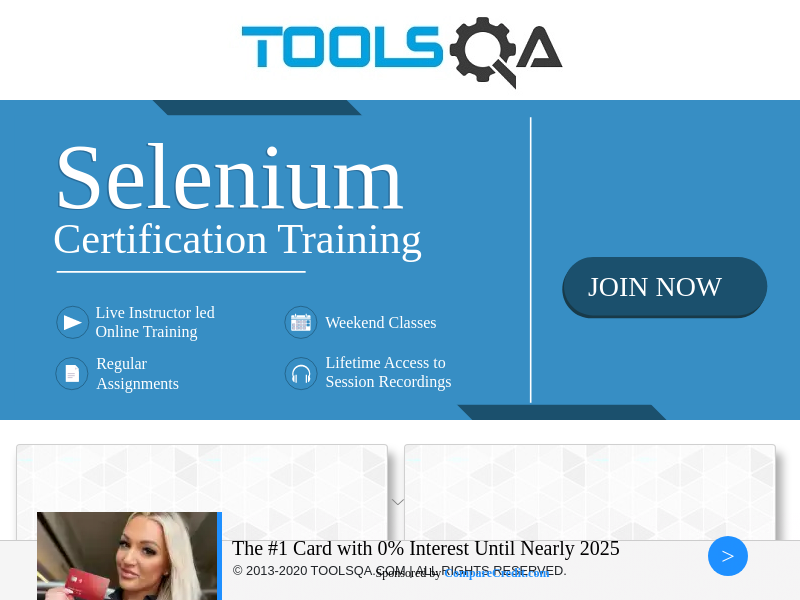 TOOLSQA
Selenium
Certification Training
JOIN NOW
Live Instructor led
Online Training
Weekend Classes
Regular
Assignments
Lifetime Access to
Session Recordings
The #1 Card with 0% Interest Until Nearly 2025
>
© 2013-2020 TOOLSQA.COM | ALL RIGHTS RESERVED.
Sponsored by CompareCredit.com